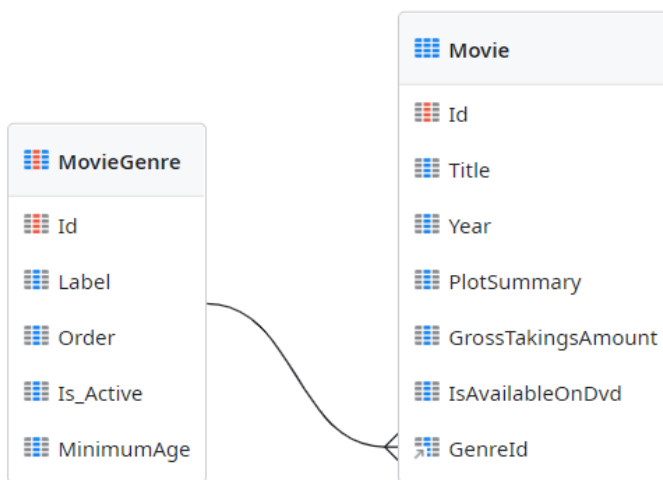 MovieGenre
Id
Label
Order
Is_Active
MinimumAge
Movie
Id
Title
Year
PlotSummary
GrossTakingsAmount
IsAvailableOnDvd
GenreId